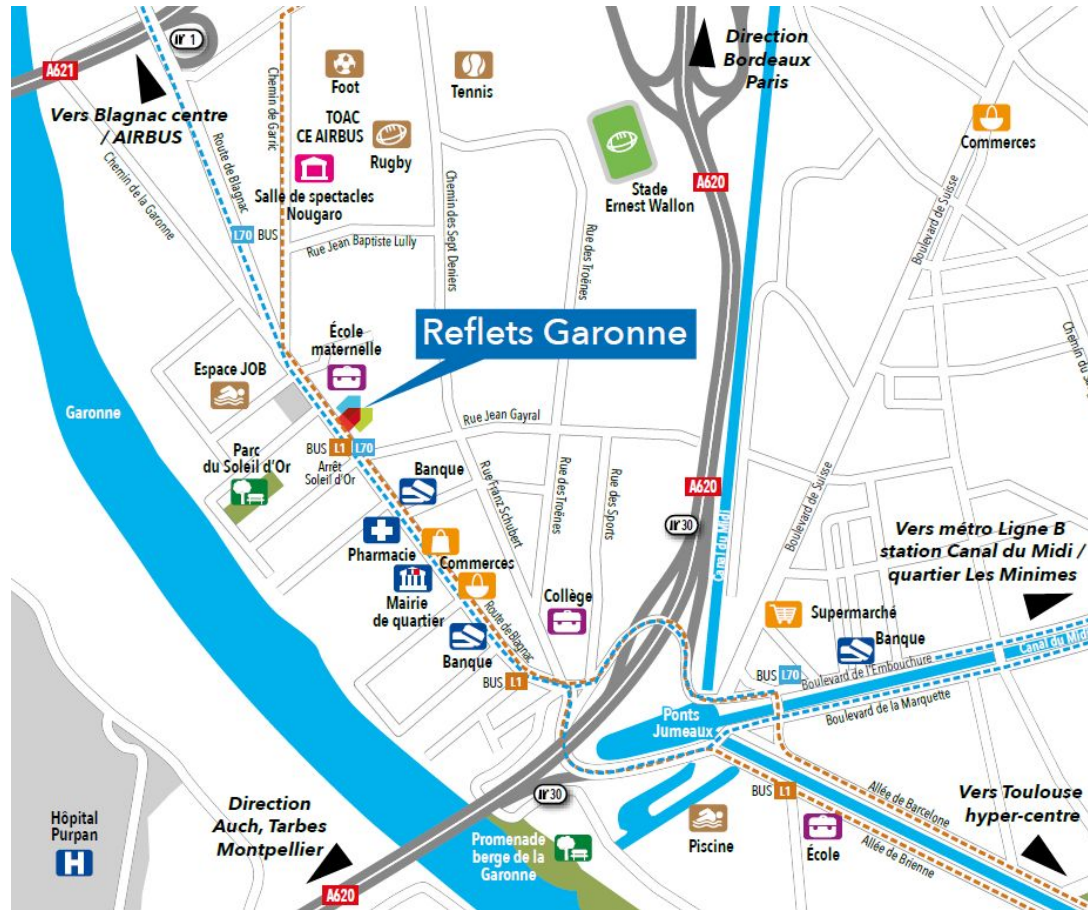 1
A621
Vers Blagnac centre
/ AIRBUS
Chemin de la Garonne
Route de Blagnac
Chemin de Garric
Foot
TOAC
CE AIRBUS
Rugby
Tennis
Salle de spectacles
Nougaro
L70 BUS
Rue Jean Baptiste Lully
Chemin des Sept Deniers
Rue des Troënes
Stade
Ernest Wallon
Direction
Bordeaux
Paris
A620
Commerces
Boulevard de Suisse
Reflets Garonne
École
maternelle
Espace JOB
Garonne
Parc
du Soleil d'Or
BUS L1 L70
Arrêt
Soleil d'Or
Rue Jean Gayral
Banque
Rue Franz Schubert
Rue des Troënes
Rue des Sports
A620
30
Canal du Midi
Boulevard de Suisse
Vers métro Ligne B
station Canal du Midi /
quartier Les Minimes
Pharmacie
Commerces
Mairie
de quartier
Banque
Route de Blagnac
BUS L1
Collège
Supermarché
Banque
BUS L70
Boulevard de l'Embouchure
Canal du Midi
Boulevard de la Marquette
Ponts
Jumeaux
30
Hôpital
Purpan
H
Direction
Auch, Tarbes
Montpellier
A620
Promenade
berge de la
Garonne
Piscine
BUS L1
École
Allée de Barcelone
Allée de Brienne
Vers Toulouse
hyper-centre